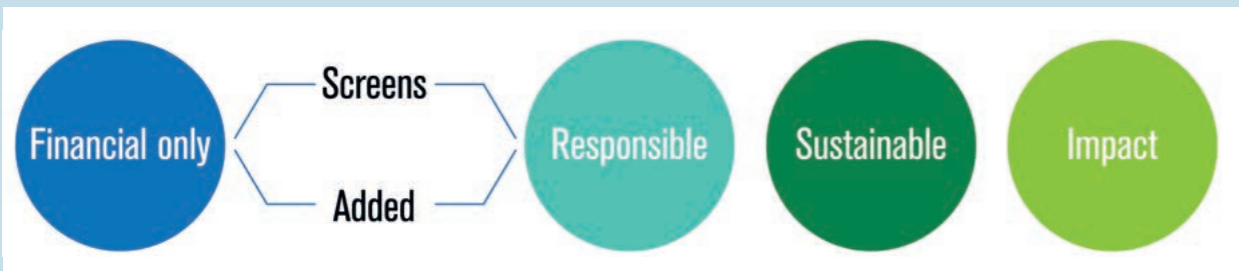 Financial only
Screens
Added
Responsible
Sustainable
Impact